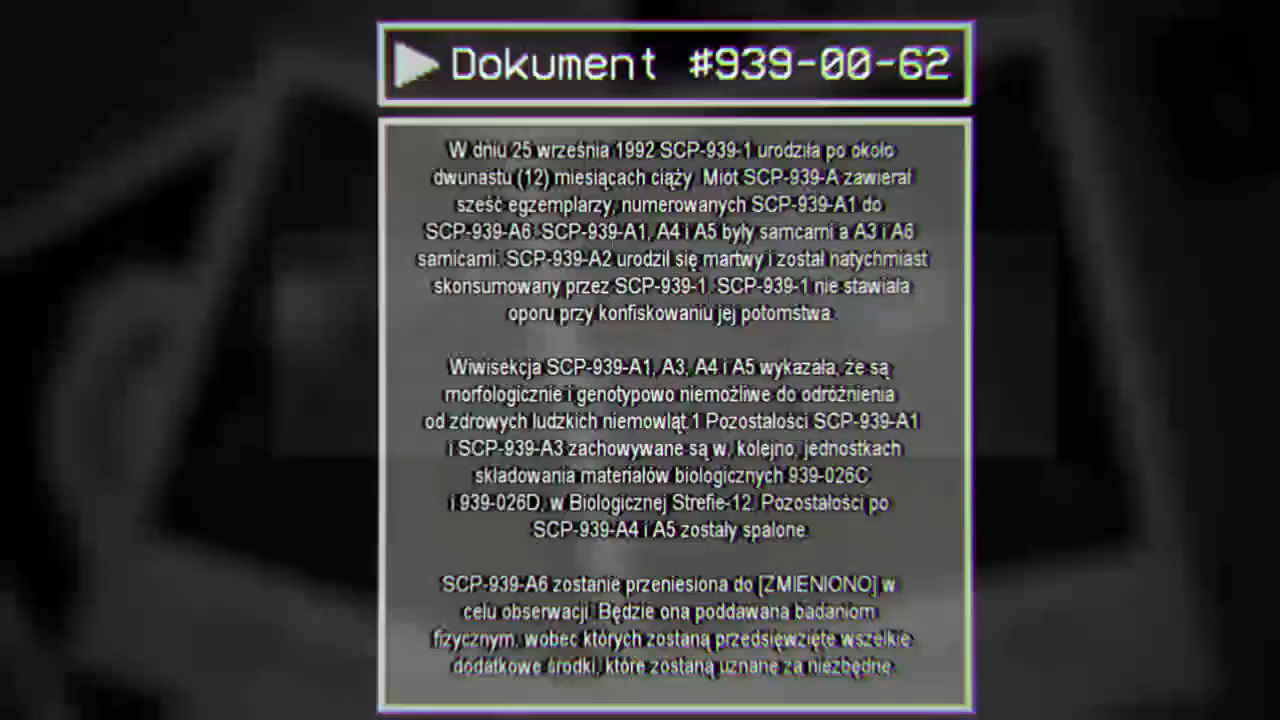 Dokument #939-00-62
W dniu 25 września 1992 SCP-939-1 urodziła po około
dwunastu (12) miesiącach ciąży. Miot SCP-939-A zawierał
sześć egzemplarzy, numerowanych SCP-939-A1 do
SCP-939-A6. SCP-939-A1, A4 i A5 były samcami a A3 i A6
samicami. SCP-939-A2 urodził się martwy i został natychmiast
skonsumowany przez SCP-939-1. SCP-939-1 nie stawiała
oporu przy konfiskowaniu jej potomstwa.
Wiwisekcja SCP-939-A1, A3, A4 i A5 wykazała, że są
morfologicznie i genotypowo niemożliwe do odróżnienia
od zdrowych ludzkich niemowląt.1 Pozostałości SCP-939-A1
i SCP-939-A3 zachowywane są w, kolejno, jednostkach
składowania materiałów biologicznych 939-026C
i 939-026D, w Biologicznej Strefie-12. Pozostałości po
SCP-939-A4 i A5 zostały spalone.
SCP-939-A6 zostanie przeniesiona do [ZMIENIONO] w
celu obserwacji. Będzie ona poddawana badaniom
fizycznym, wobec których zostaną przedsięwzięte wszelkie
dodatkowe środki, które zostaną uznane za niezbędne.